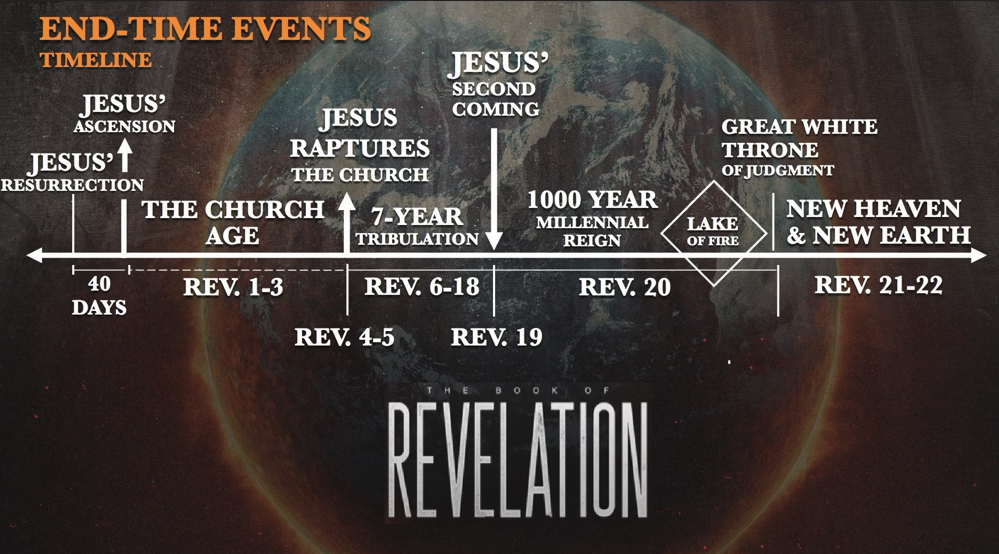 END-TIME EVENTS
TIMELINE
JESUS’
ASCENSION
JESUS’
RESURRECTION
THE CHURCH
AGE
JESUS
RAPTURES
THE CHURCH
7-YEAR
TRIBULATION
JESUS’
SECOND
COMING
1000 YEAR
MILLENNIAL
REIGN
LAKE
OF FIRE
GREAT WHITE
THRONE
OF JUDGMENT
NEW HEAVEN
& NEW EARTH
40
DAYS
REV. 1-3
REV. 4-5
REV. 6-18
REV. 19
REV. 20
REV. 21-22
THE BOOK OF
REVELATION